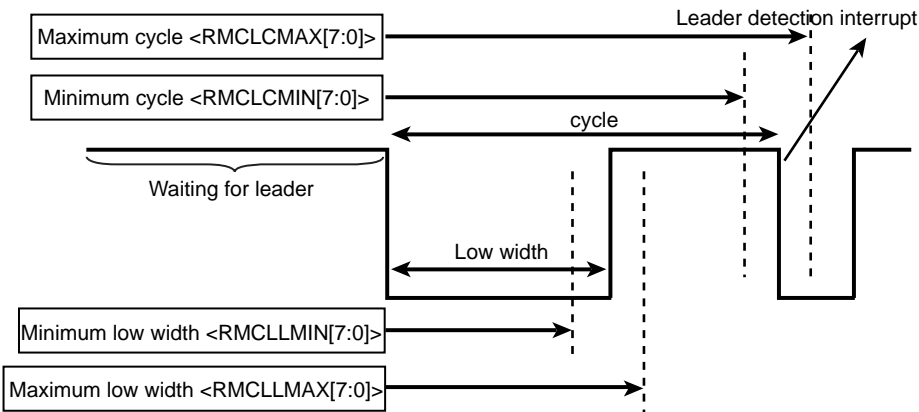 Leader detection interrupt
Maximum cycle <RMCLCMAX[7:0]>
Minimum cycle <RMCLCMIN[7:0]>
cycle
Waiting for leader
Low width
Minimum low width <RMCLLMIN[7:0]>
Maximum low width <RMCLLMAX[7:0]>